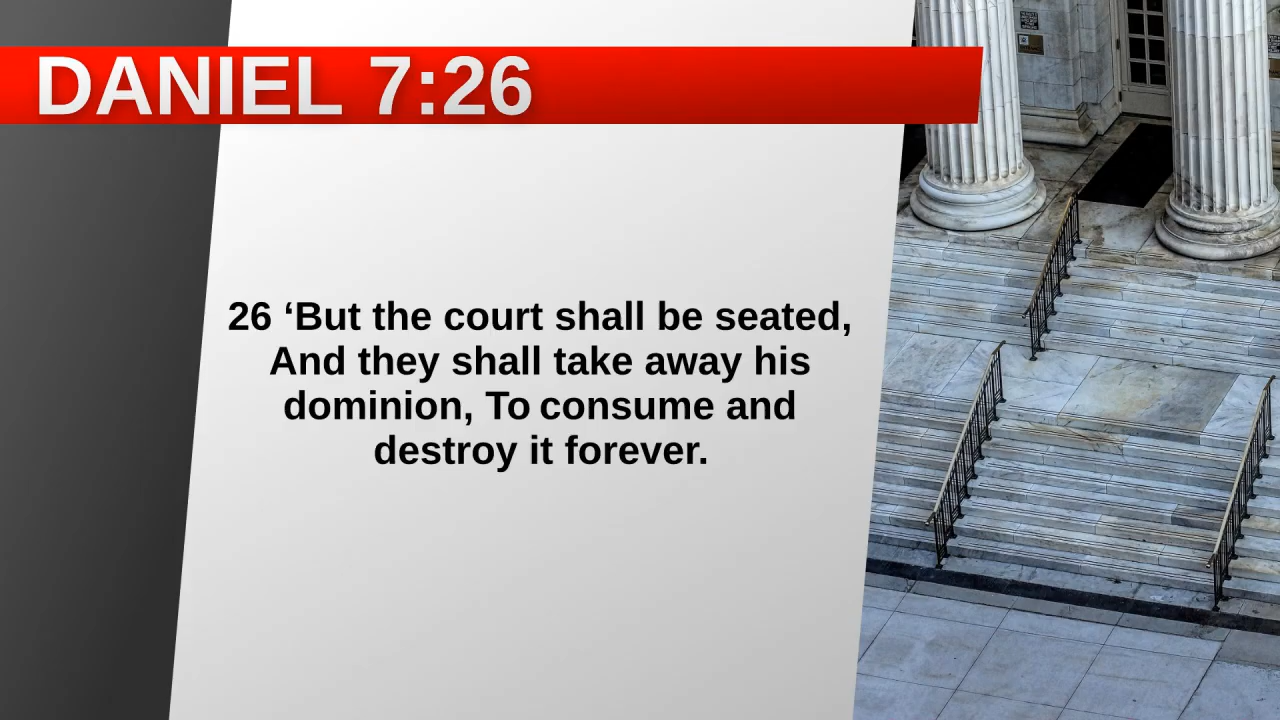 DANIEL 7:26
26 ‘But the court shall be seated,
And they shall take away his
dominion, To consume and
destroy it forever.